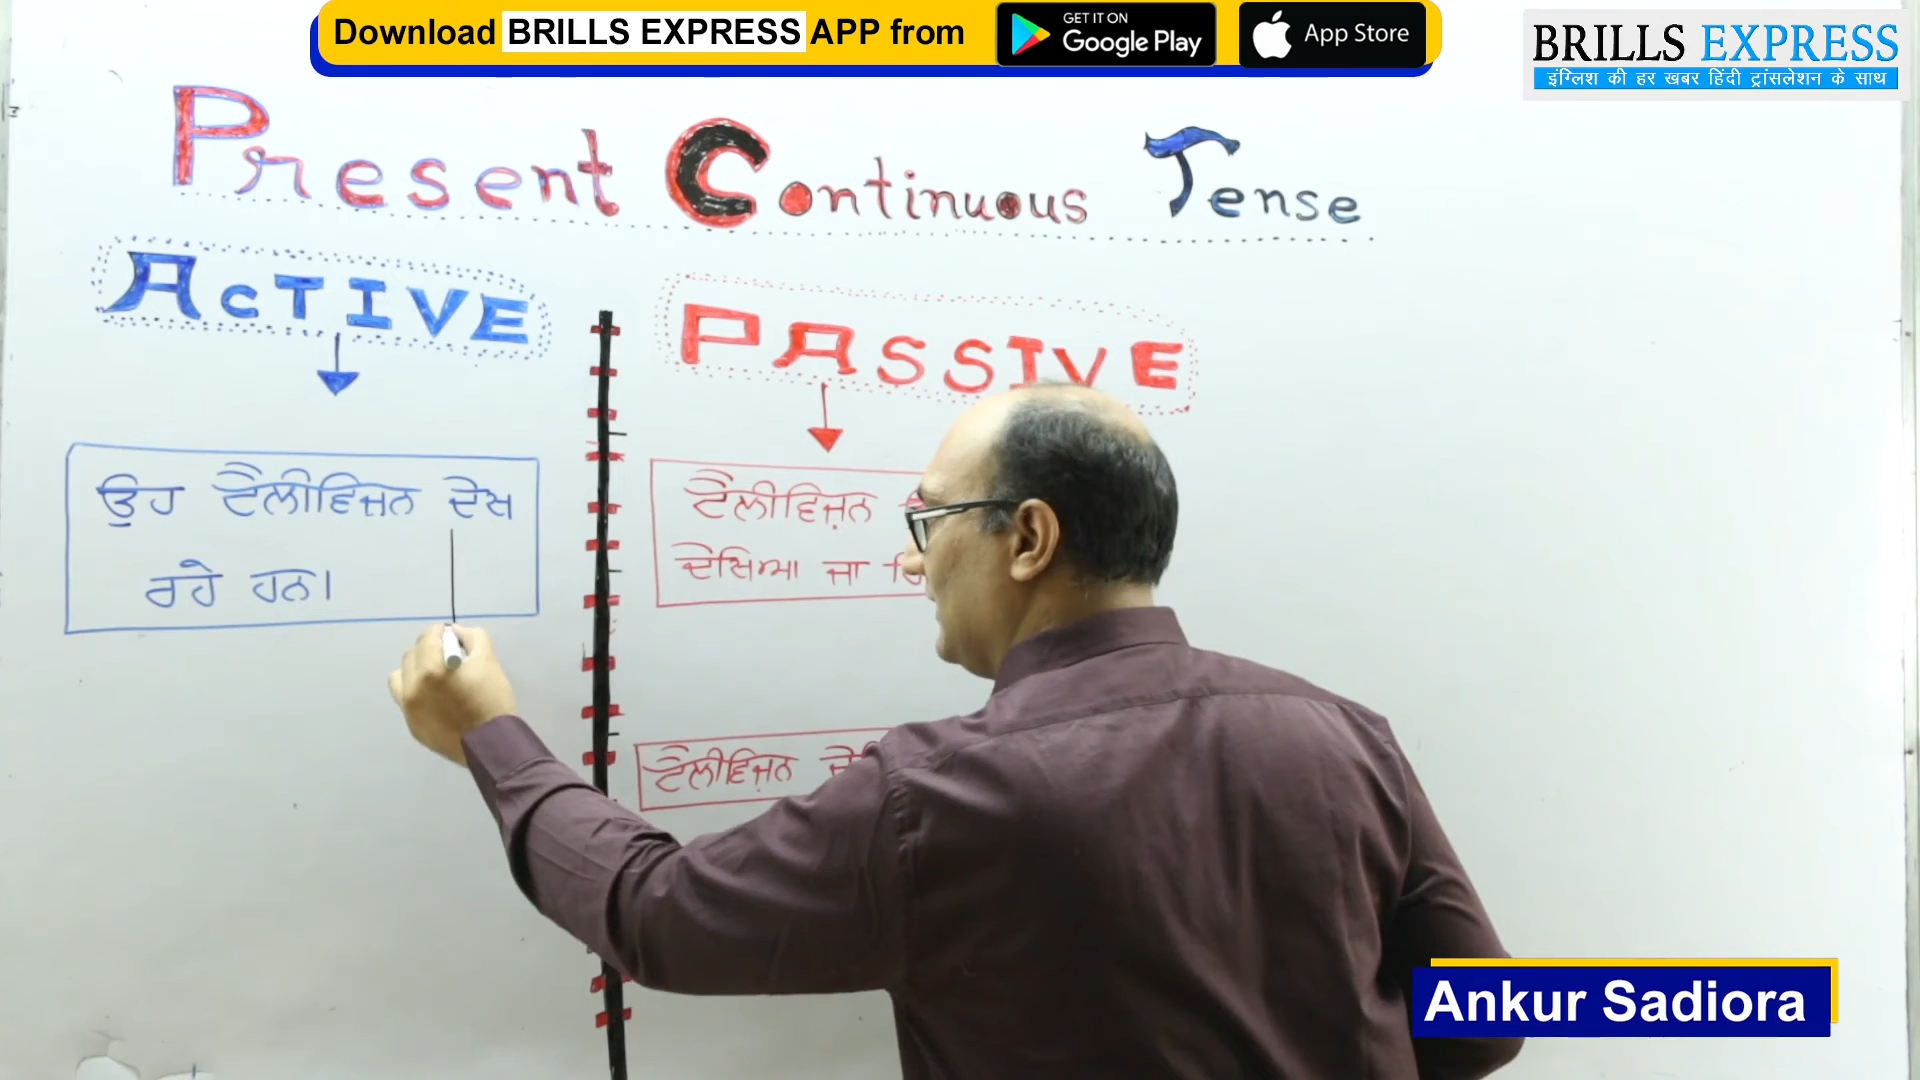 Download BRILLS EXPRESS APP from
GET IT ON
Google Play
App Store
BRILLS EXPRESS
इंग्लिश की हर खबर हिंदी ट्रांसलेशन के साथ
Present Continuous Tense
ACTIVE
PASSIVE
ਉਹ ਟੈਲੀਵਿਜ਼ਨ ਦੇਖ
ਰਹੇ ਹਨ।
ਟੈਲੀਵਿਜ਼ਨ
ਦੇਖਿਆ ਜਾ
ਟੈਲੀਵਿਜ਼ਨ
Ankur Sadiora